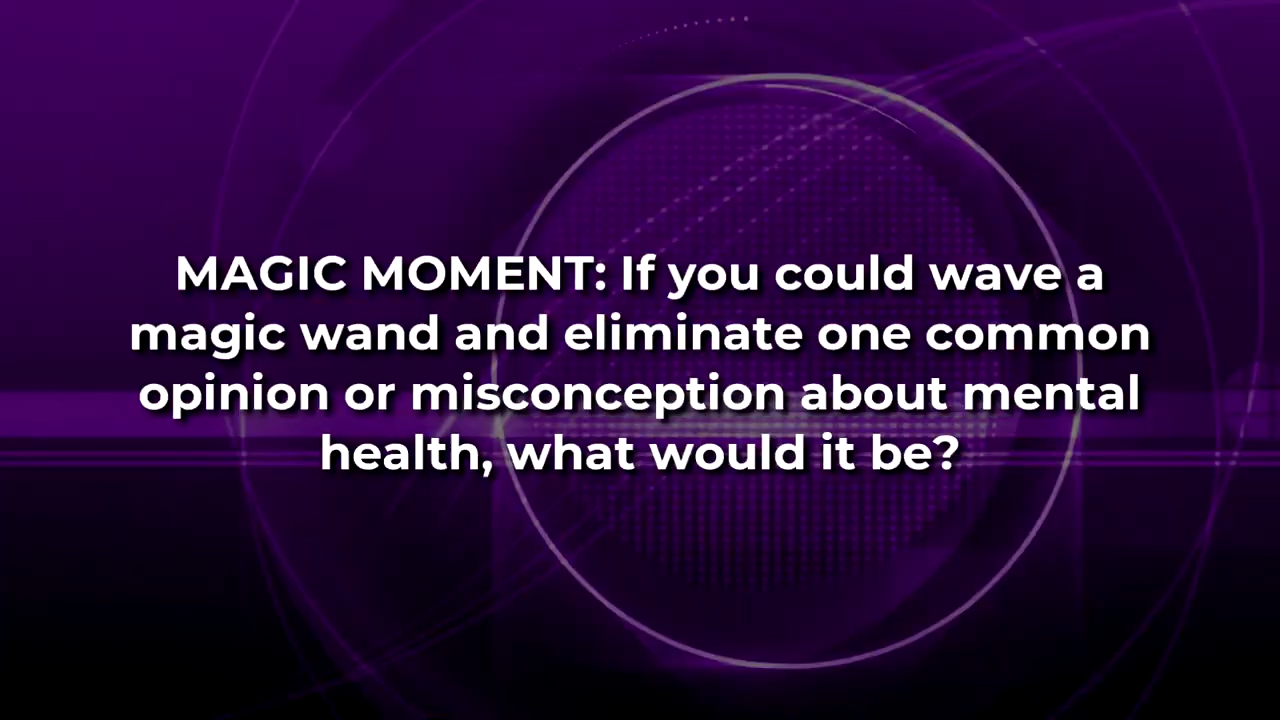 MAGIC MOMENT: If you could wave a
magic wand and eliminate one common
opinion or misconception about mental
health, what would it be?